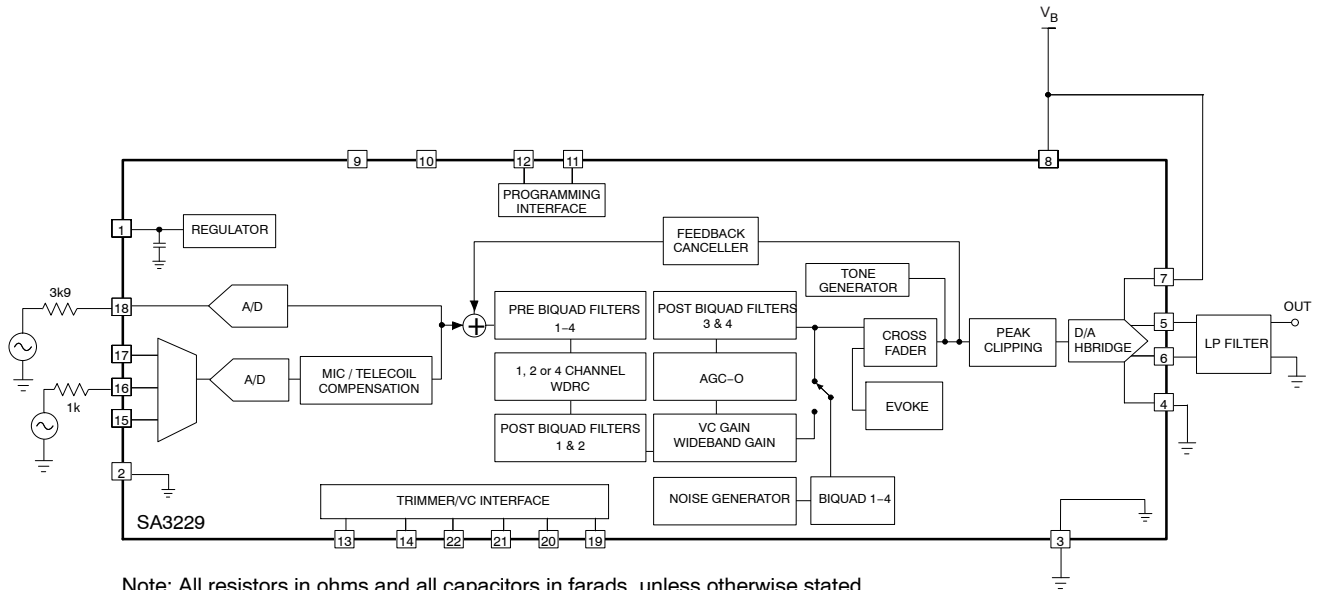 VB
9
10
12
11
8
PROGRAMMING
INTERFACE
1
REGULATOR
FEEDBACK
CANCELLER
7
TONE
GENERATOR
3k9
18
A/D
PRE BIQUAD FILTERS
1−4
POST BIQUAD FILTERS
3 & 4
CROSS
FADER
PEAK
CLIPPING
D/A
HBRIDGE
5
6
LP FILTER
OUT
17
16
15
1k
A/D
MIC / TELECOIL
COMPENSATION
1, 2 or 4 CHANNEL
WDRC
AGC−O
EVOKE
4
POST BIQUAD FILTERS
1 & 2
VC GAIN
WIDEBAND GAIN
2
TRIMMER/VC INTERFACE
NOISE GENERATOR
BIQUAD 1−4
SA3229
13
14
22
21
20
19
3
Note: All resistors in ohms and all capacitors in farads, unless otherwise stated